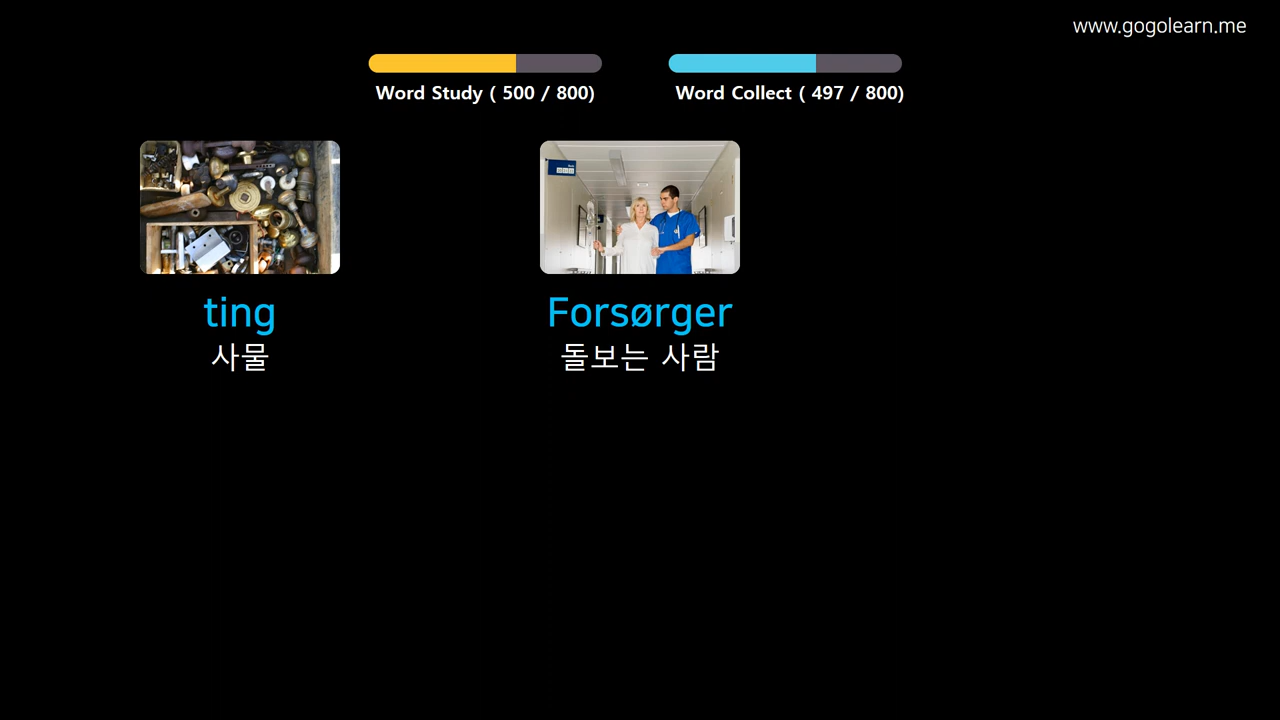 www.gogolearn.me
Word Study ( 500 / 800)
Word Collect ( 497 / 800)
ting
사물
Forsørger
돌보는 사람